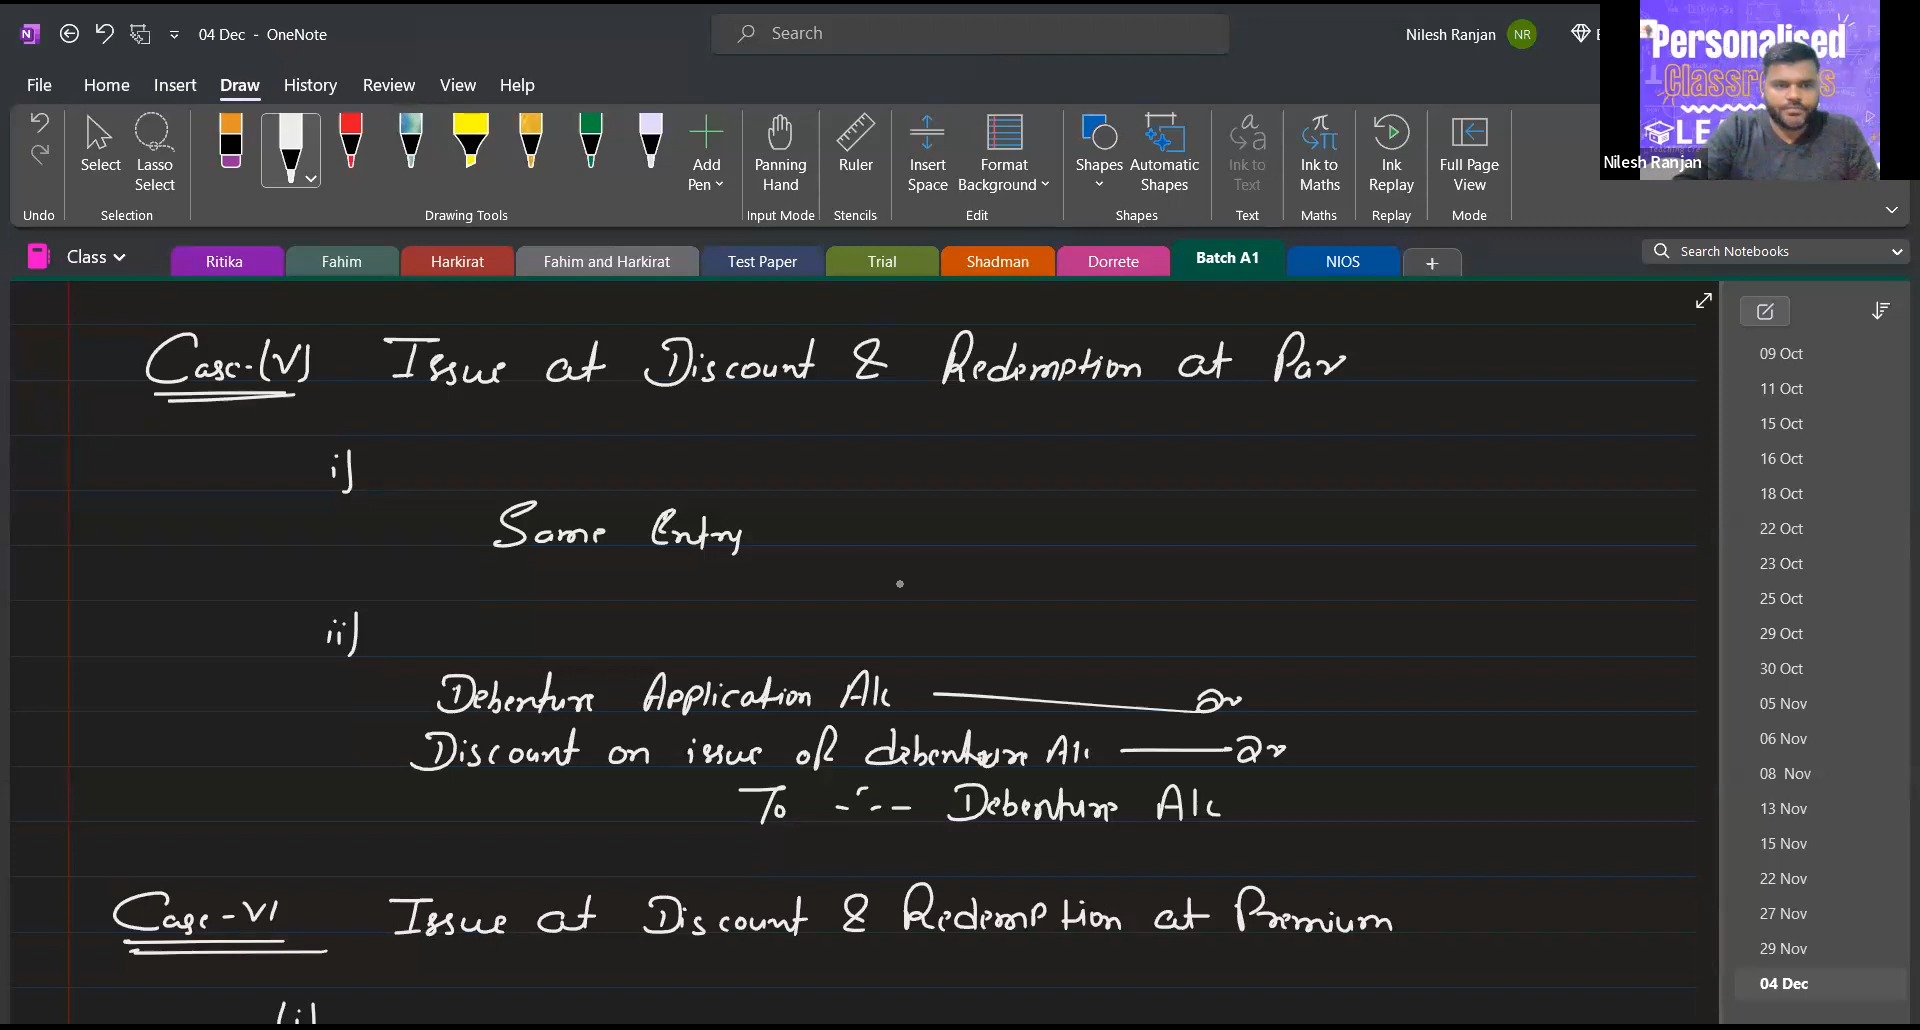 04 Dec - OneNote
Search
Nilesh Ranjan NR
Personalised
Classrooms
LEA
Nilesh Ranjan
File Home Insert Draw History Review View Help
Select
Lasso Select
Add Pen
Panning Hand
Ruler
Insert Space
Format Background
Shapes
Automatic Shapes
Ink to Text
Ink to Maths
Ink Replay
Full Page View
Undo Selection Drawing Tools Input Mode Stencils Edit Shapes Text Maths Replay Mode
Class Ritika Fahim Harkirat Fahim and Harkirat Test Paper Trial Shadman Dorrete Batch A1 NIOS + Search Notebooks
Case-(V) Issue at Discount & Redemption at Par
i)
Same Entry
ii)
Debenture Application A/c Dr
Discount on issue of debenture A/c Dr
To ---- Debenture A/c
Case-VI Issue at Discount & Redemption at Premium
(i)
09 Oct
11 Oct
15 Oct
16 Oct
18 Oct
22 Oct
23 Oct
25 Oct
29 Oct
30 Oct
05 Nov
06 Nov
08 Nov
13 Nov
15 Nov
22 Nov
27 Nov
29 Nov
04 Dec